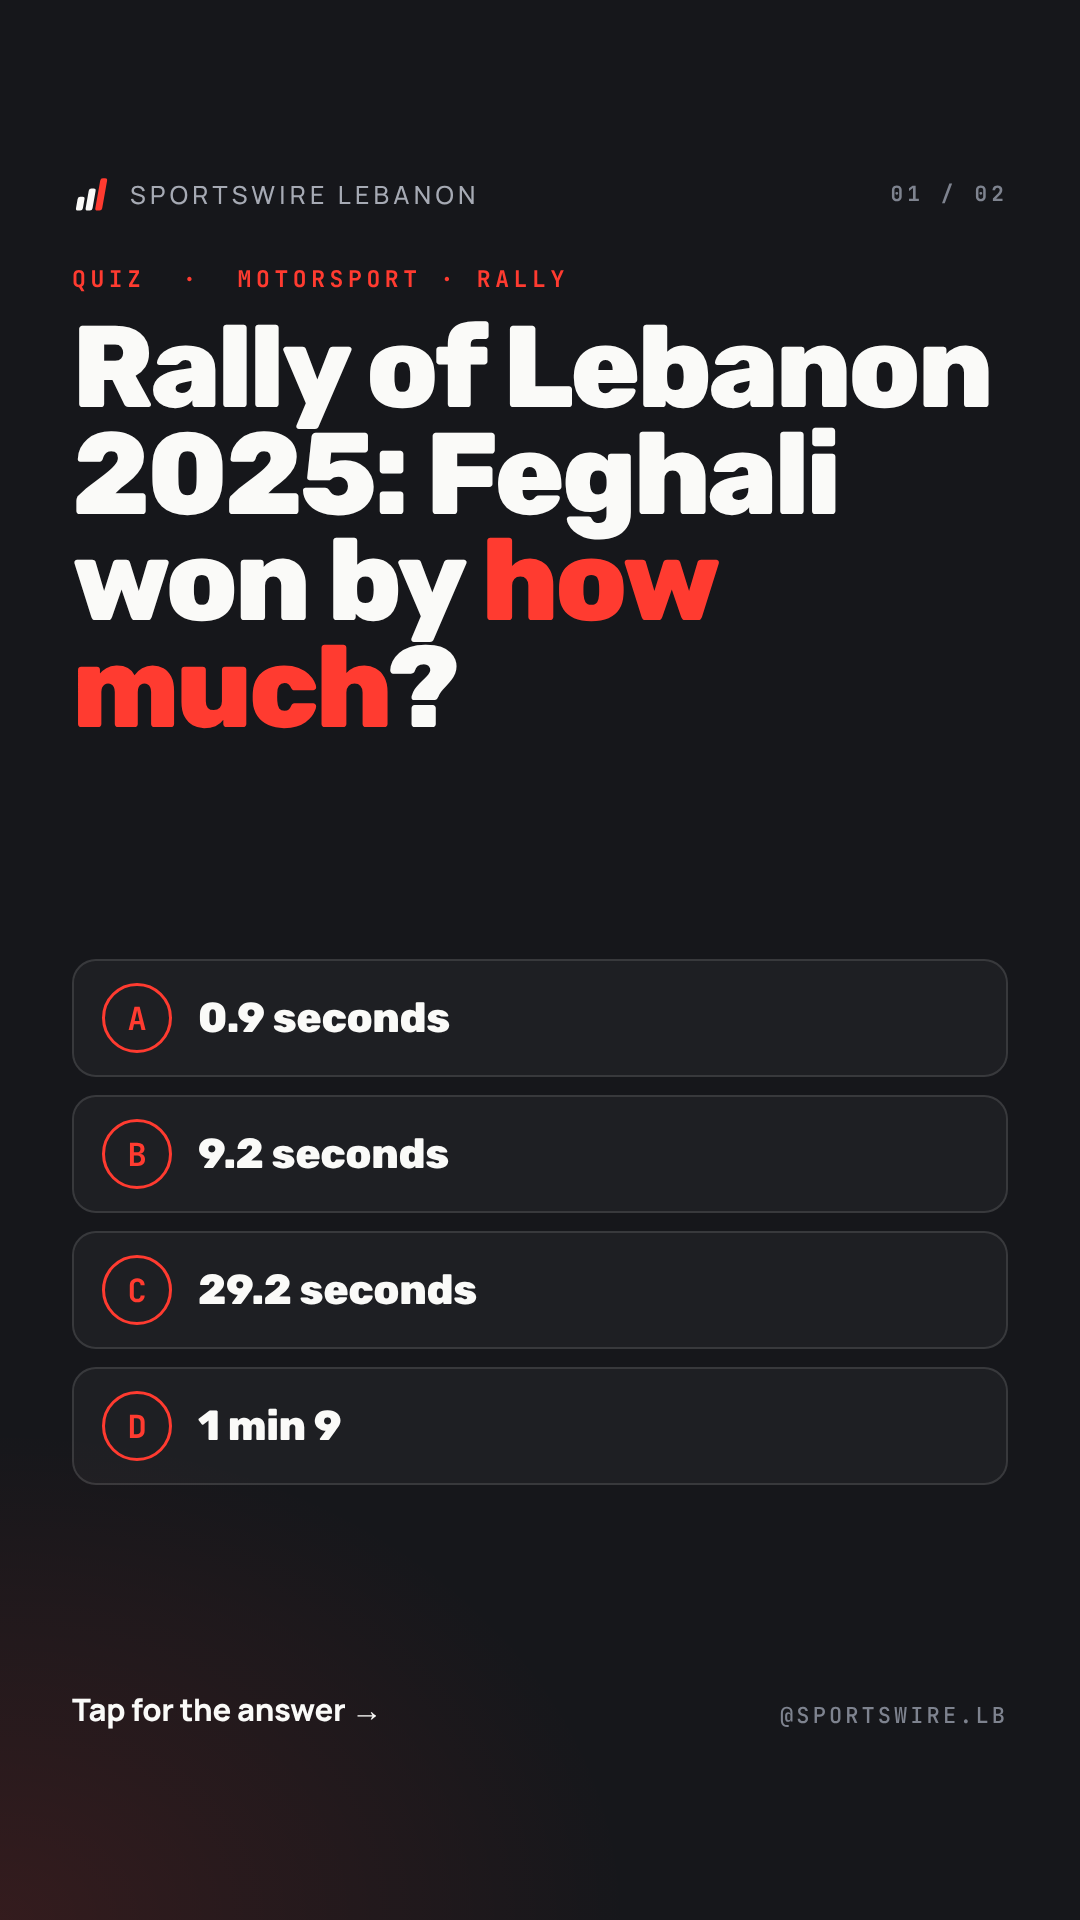 SPORTSWIRE LEBANON
01 / 02
QUIZ · MOTORSPORT · RALLY
Rally of Lebanon
2025: Feghali
won by how
much?
A 0.9 seconds
B 9.2 seconds
C 29.2 seconds
D 1 min 9
Tap for the answer →
@SPORTSWIRE.LB